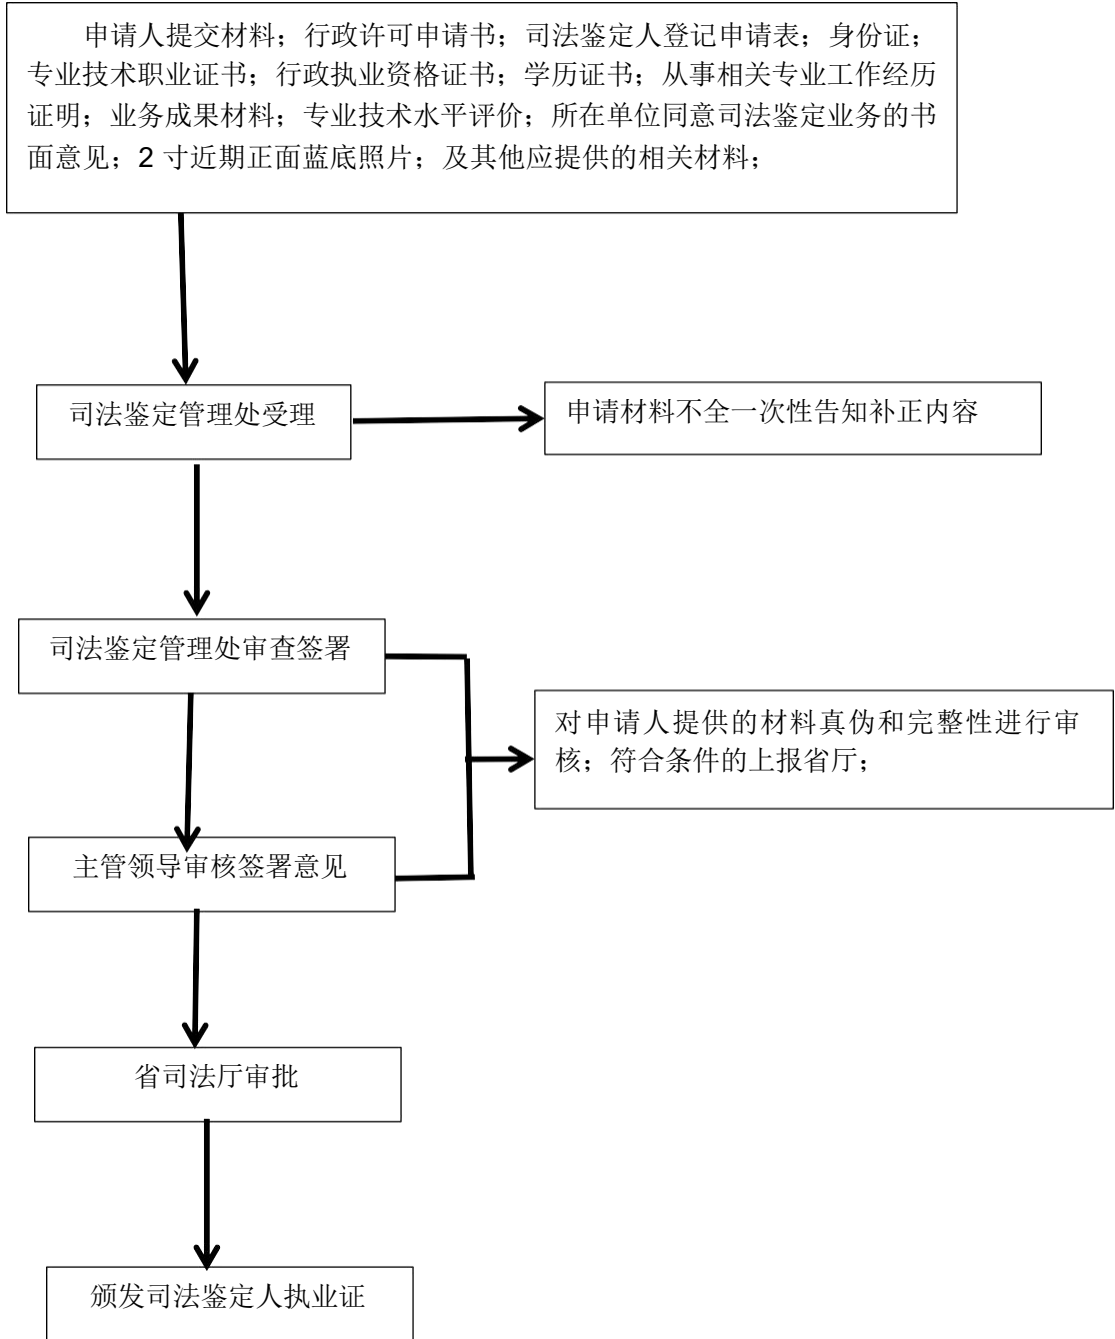 申请人提交材料；行政许可申请书；司法鉴定人登记申请表；身份证；
专业技术职业证书；行政执业资格证书；学历证书；从事相关专业工作经历
证明；业务成果材料；专业技术水平评价；所在单位同意司法鉴定业务的书
面意见；2 寸近期正面蓝底照片；及其他应提供的相关材料；
司法鉴定管理处受理
申请材料不全一次性告知补正内容
司法鉴定管理处审查签署
对申请人提供的材料真伪和完整性进行审
核；符合条件的上报省厅；
主管领导审核签署意见
省司法厅审批
颁发司法鉴定人执业证